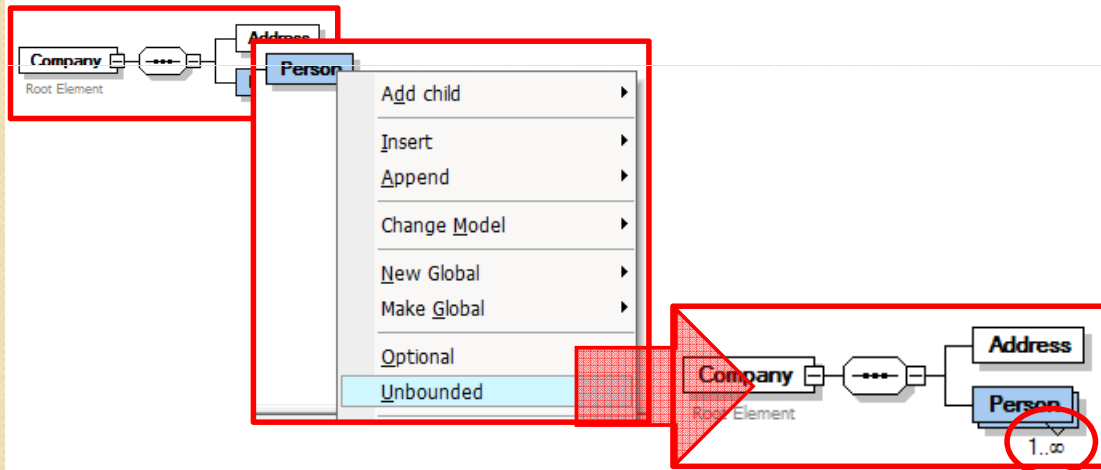 Address
Company
Root Element
Person
Add child
Insert
Append
Change Model
New Global
Make Global
Optional
Unbounded
Address
Company
Root Element
Person
1..∞